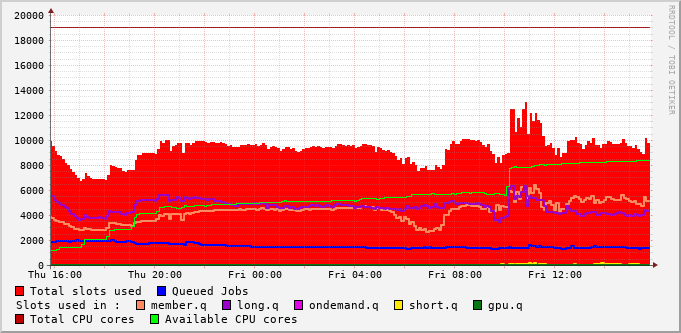 20000
18000
16000
14000
12000
10000
8000
6000
4000
2000
0
Thu 16:00 Thu 20:00 Fri 00:00 Fri 04:00 Fri 08:00 Fri 12:00
RRDTOOL / TOBI OETIKER
Total slots used Queued Jobs
Slots used in : member.q long.q ondemand.q short.q gpu.q
Total CPU cores Available CPU cores